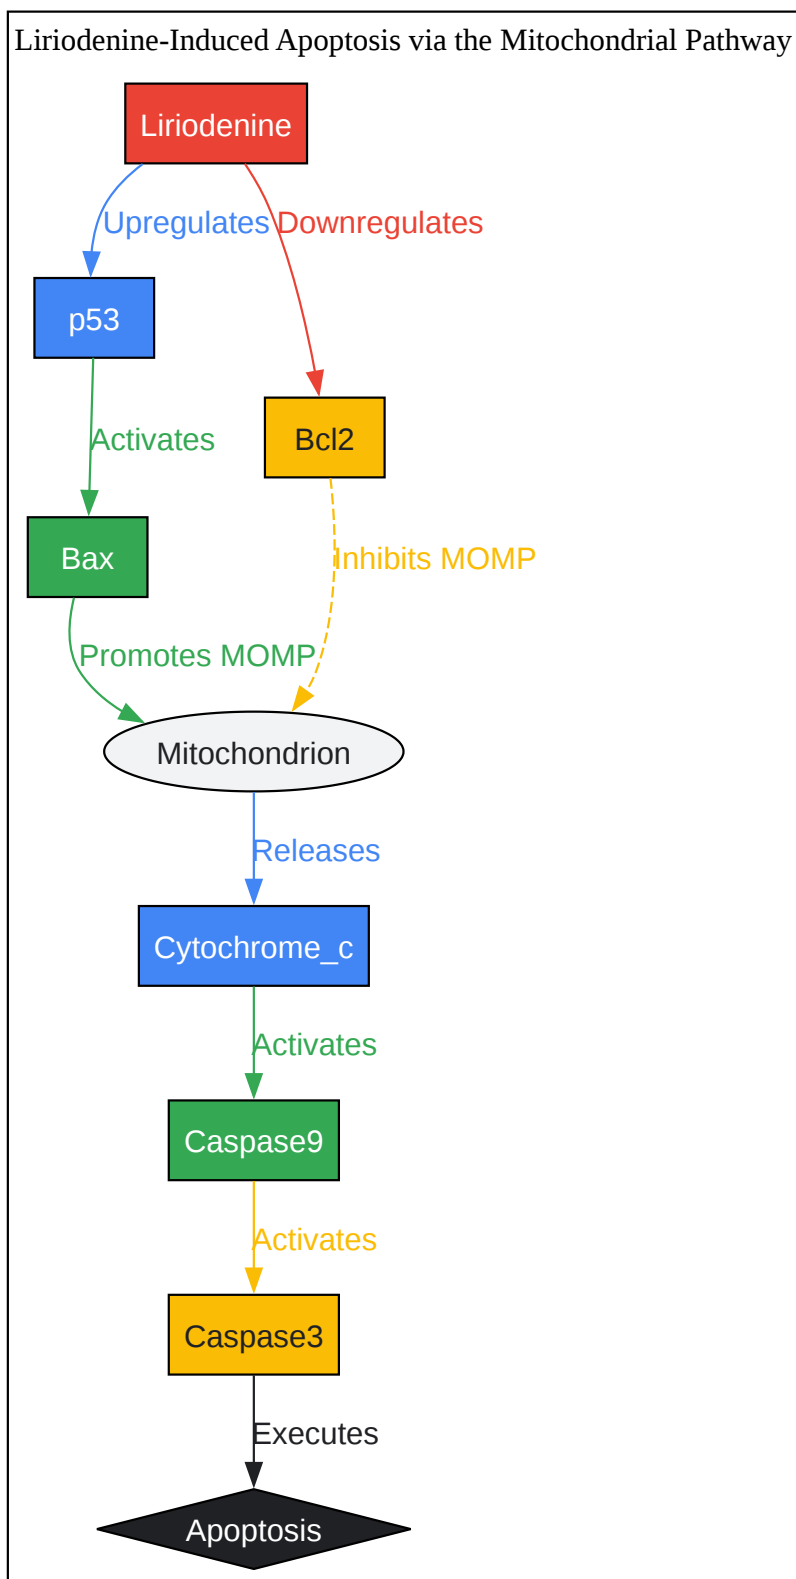 Liriodenine-Induced Apoptosis via the Mitochondrial Pathway
Liriodenine
Upregulates
Downregulates
p53
Activates
Bcl2
Bax
Inhibits MOMP
Promotes MOMP
Mitochondrion
Releases
Cytochrome_c
Activates
Caspase9
Activates
Caspase3
Executes
Apoptosis